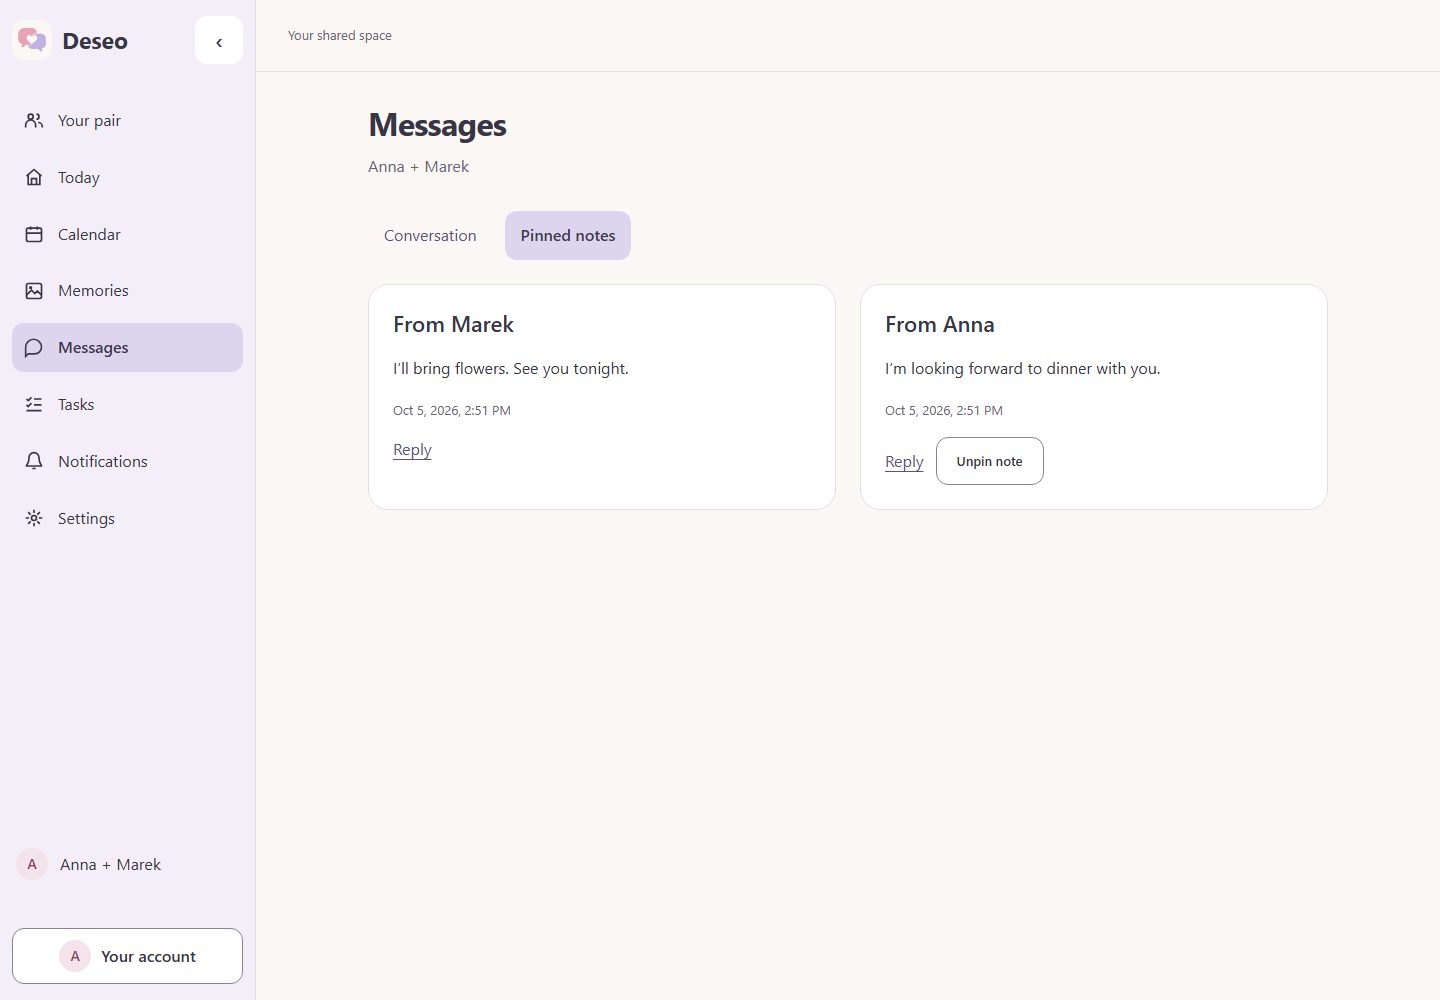 Deseo
‹
Your pair
Today
Calendar
Memories
Messages
Tasks
Notifications
Settings
A Anna + Marek
A Your account
Your shared space
Messages
Anna + Marek
Conversation Pinned notes
From Marek
I’ll bring flowers. See you tonight.
Oct 5, 2026, 2:51 PM
Reply
From Anna
I’m looking forward to dinner with you.
Oct 5, 2026, 2:51 PM
Reply Unpin note